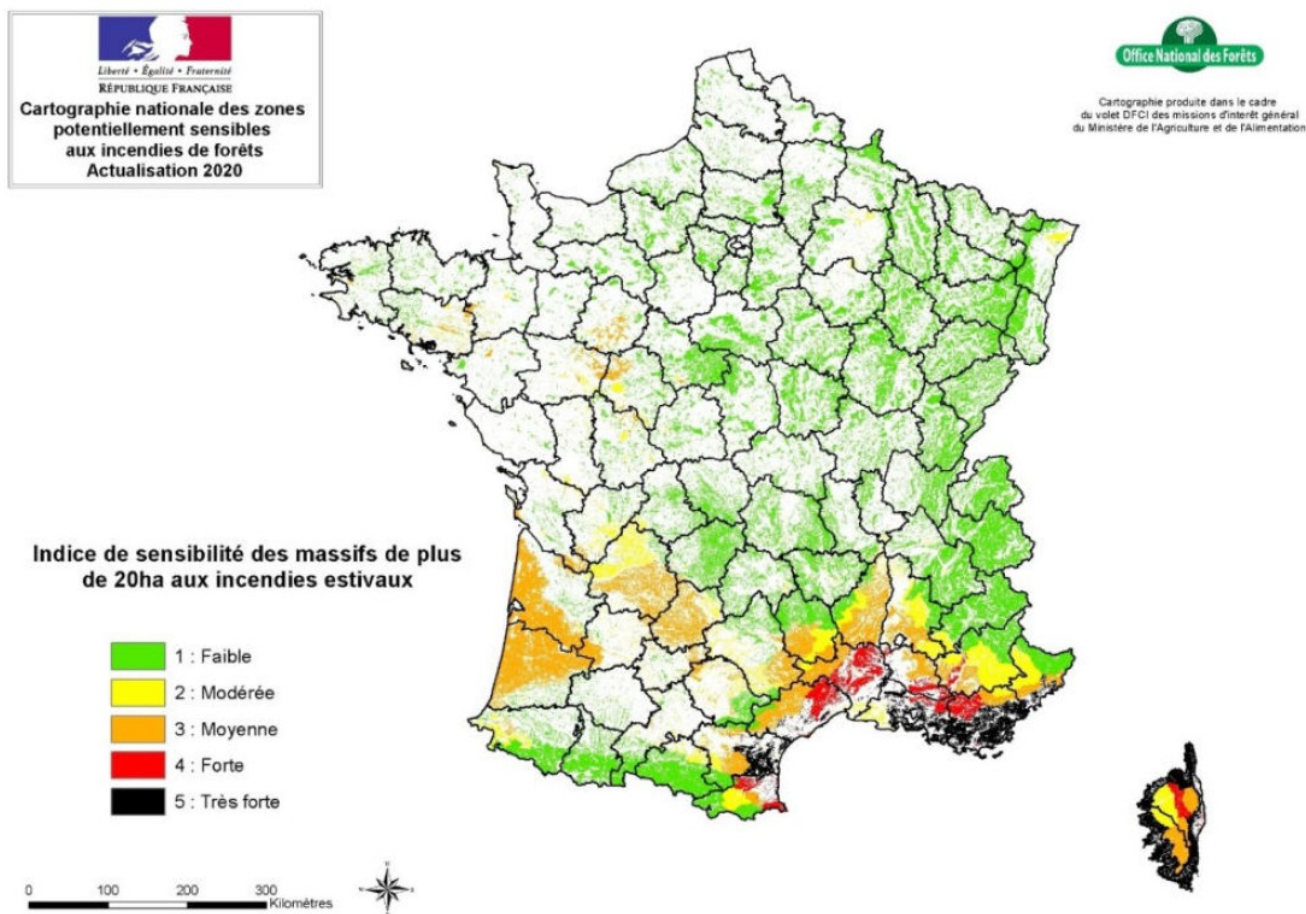 Liberté • Égalité • Fraternité
RÉPUBLIQUE FRANÇAISE
Cartographie nationale des zones
potentiellement sensibles
aux incendies de forêts
Actualisation 2020
Office National des Forêts
Cartographie produite dans le cadre
du volet DFCI des missions d'interêt général
du Ministère de l'Agriculture et de l'Alimentation
Indice de sensibilité des massifs de plus
de 20ha aux incendies estivaux
1 : Faible
2 : Modérée
3 : Moyenne
4 : Forte
5 : Très forte
0 100 200 300
Kilomètres